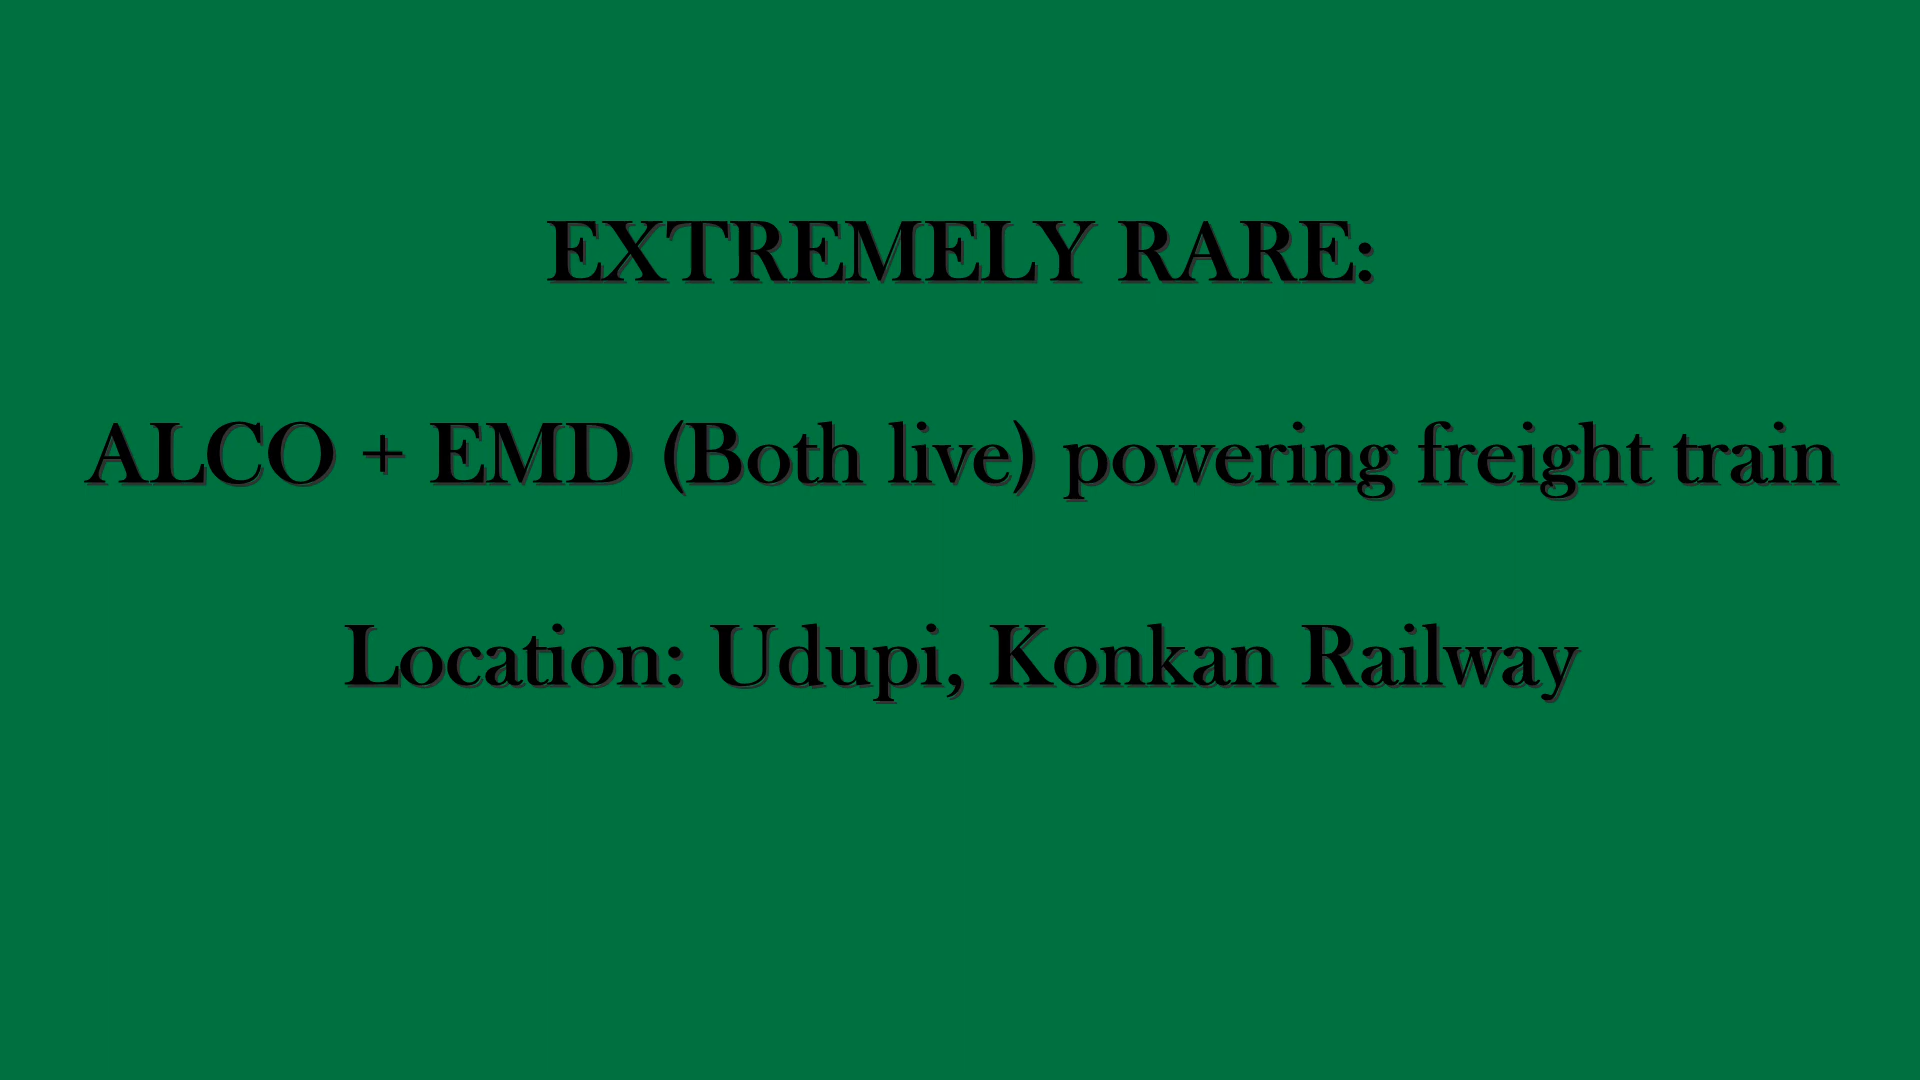 EXTREMELY RARE:
ALCO + EMD (Both live) powering freight train
Location: Udupi, Konkan Railway